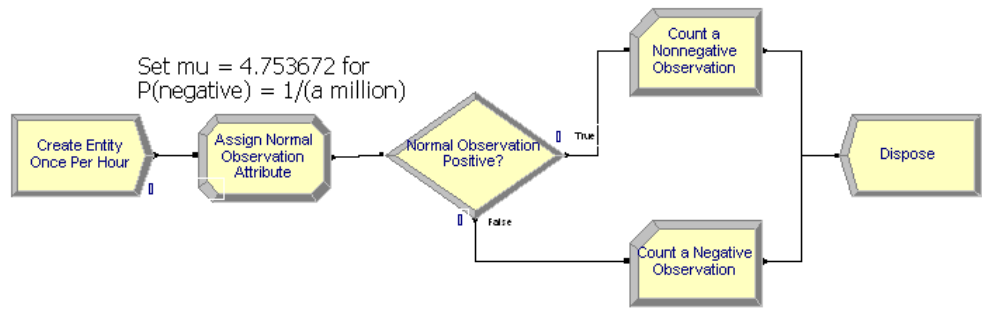 Set mu = 4.753672 for
P(negative) = 1/(a million)
Create Entity
Once Per Hour
Assign Normal
Observation
Attribute
Normal Observation
Positive?
True
False
Count a
Nonnegative
Observation
Count a Negative
Observation
Dispose